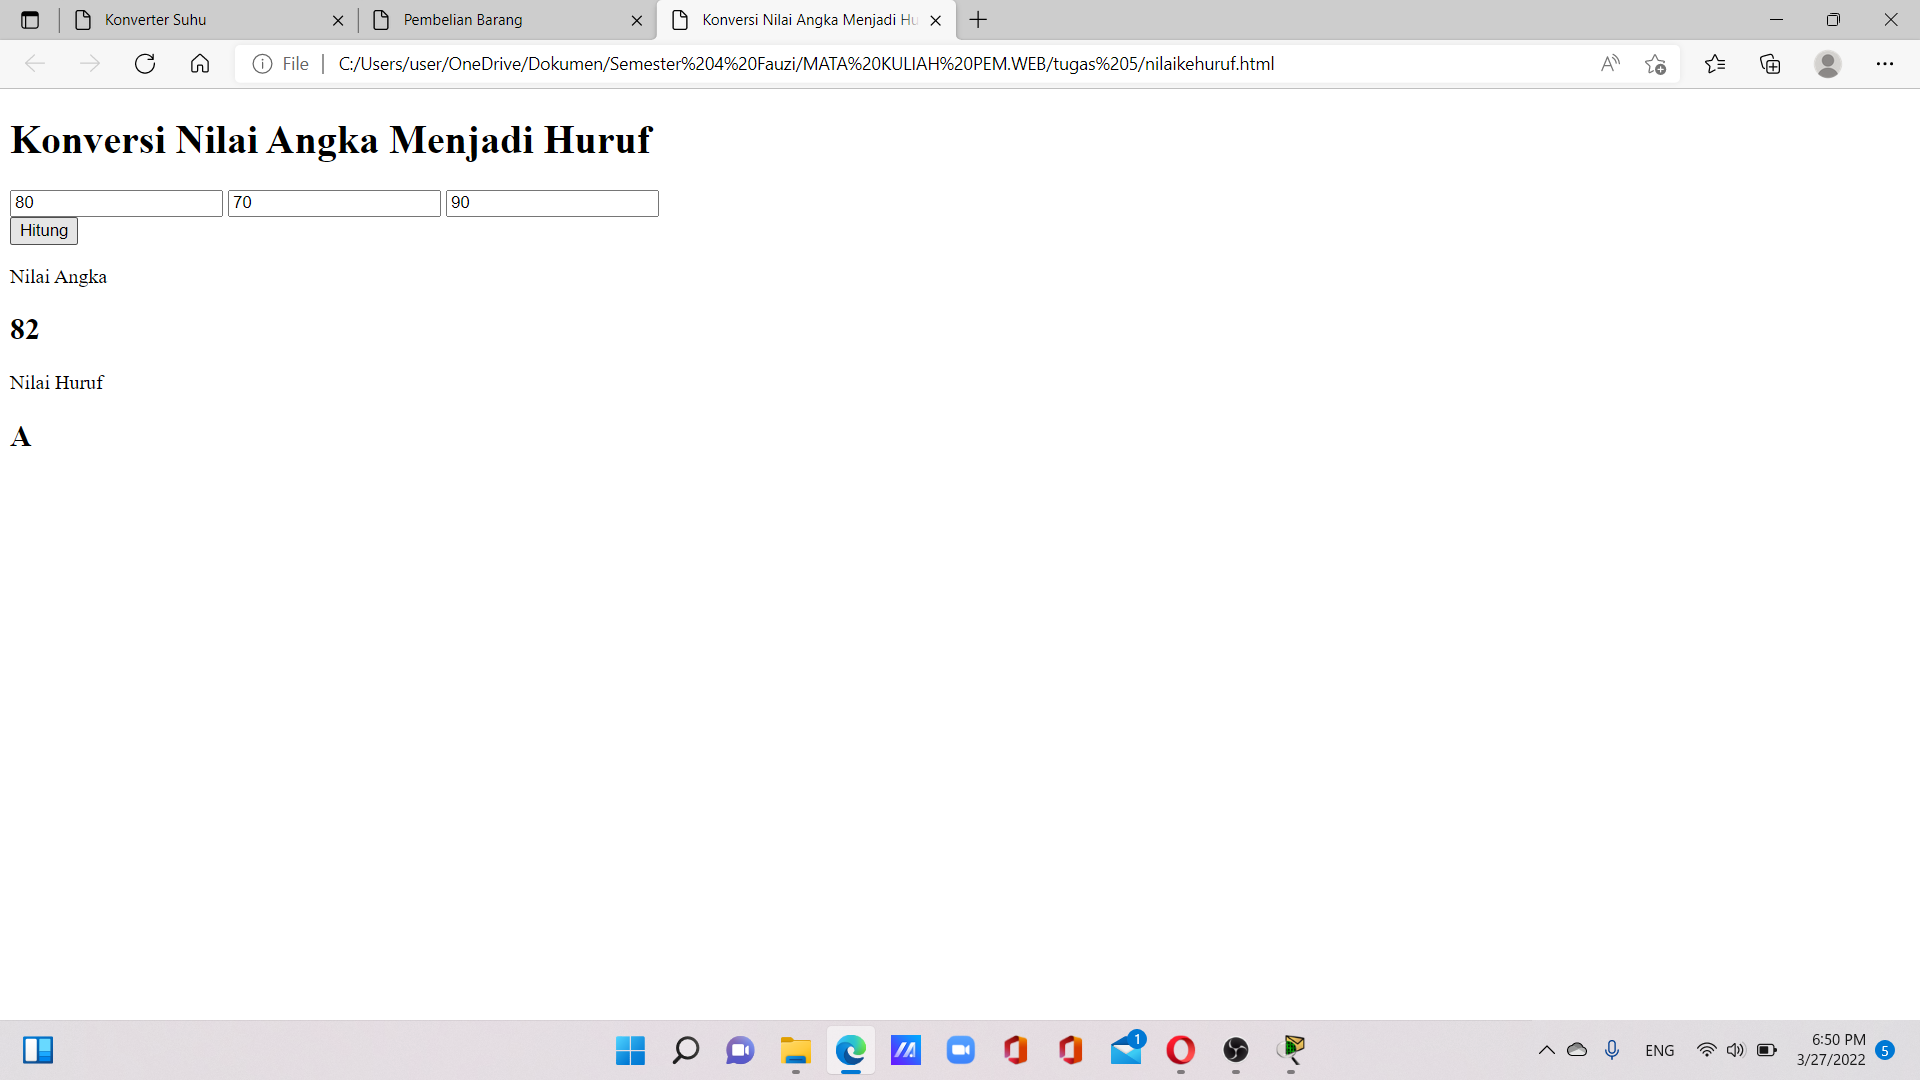 Konverter Suhu
Pembelian Barang
Konversi Nilai Angka Menjadi Hu
File
C:/Users/user/OneDrive/Dokumen/Semester%204%20Fauzi/MATA%20KULIAH%20PEM.WEB/tugas%205/nilaikehuruf.html
Konversi Nilai Angka Menjadi Huruf
80 70 90
Hitung
Nilai Angka
82
Nilai Huruf
A
1
ENG
6:50 PM
3/27/2022
5